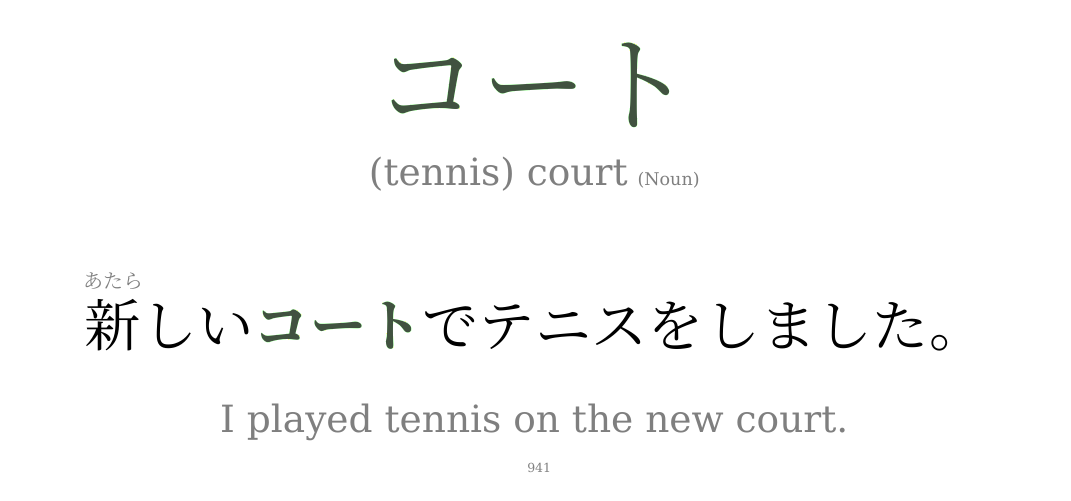 コート
(tennis) court (Noun)
あたら
新しいコートでテニスをしました。
I played tennis on the new court.
941